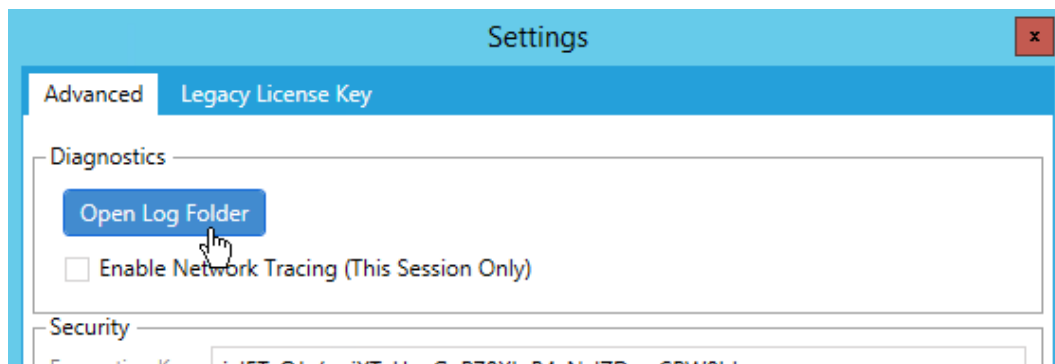 Settings
x
Advanced Legacy License Key
Diagnostics
Open Log Folder
Enable Network Tracing (This Session Only)
Security